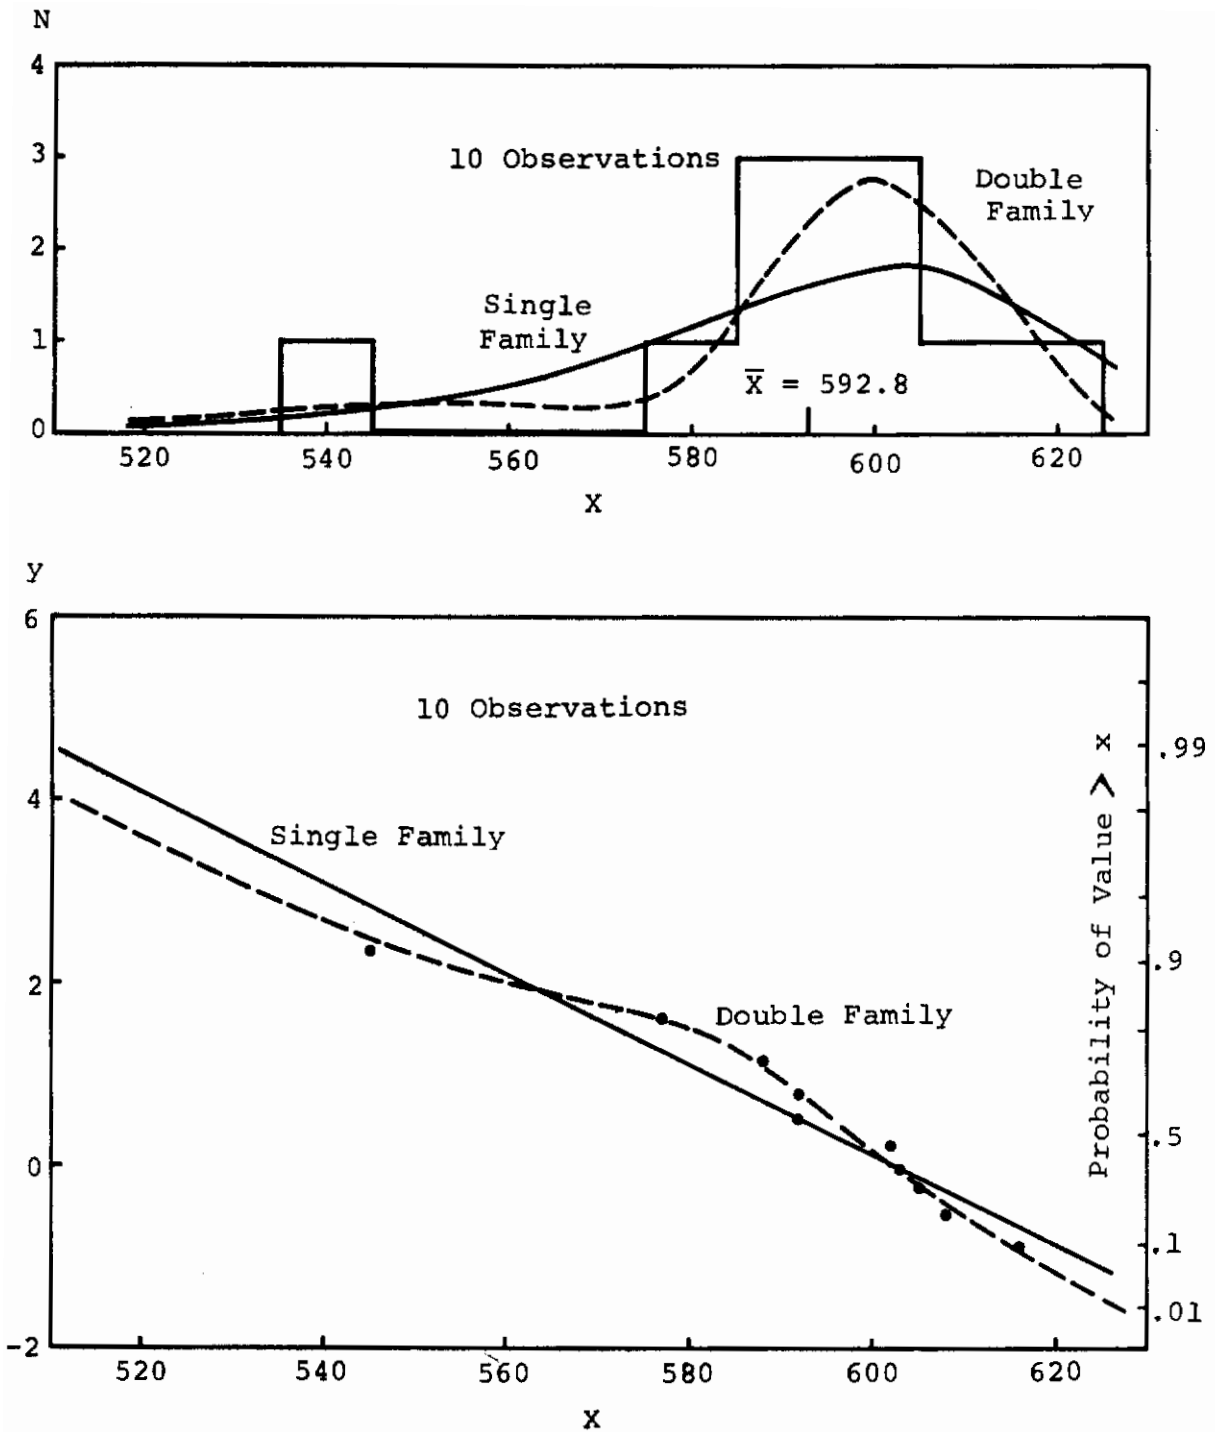 N
4
3
2
1
0
10 Observations
Double
Family
Single
Family
X̄ = 592.8
520 540 560 580 600 620
X
y
6
4
2
0
-2
10 Observations
Single Family
Double Family
Probability of Value > x
.99
.9
.5
.1
.01
520 540 560 580 600 620
X